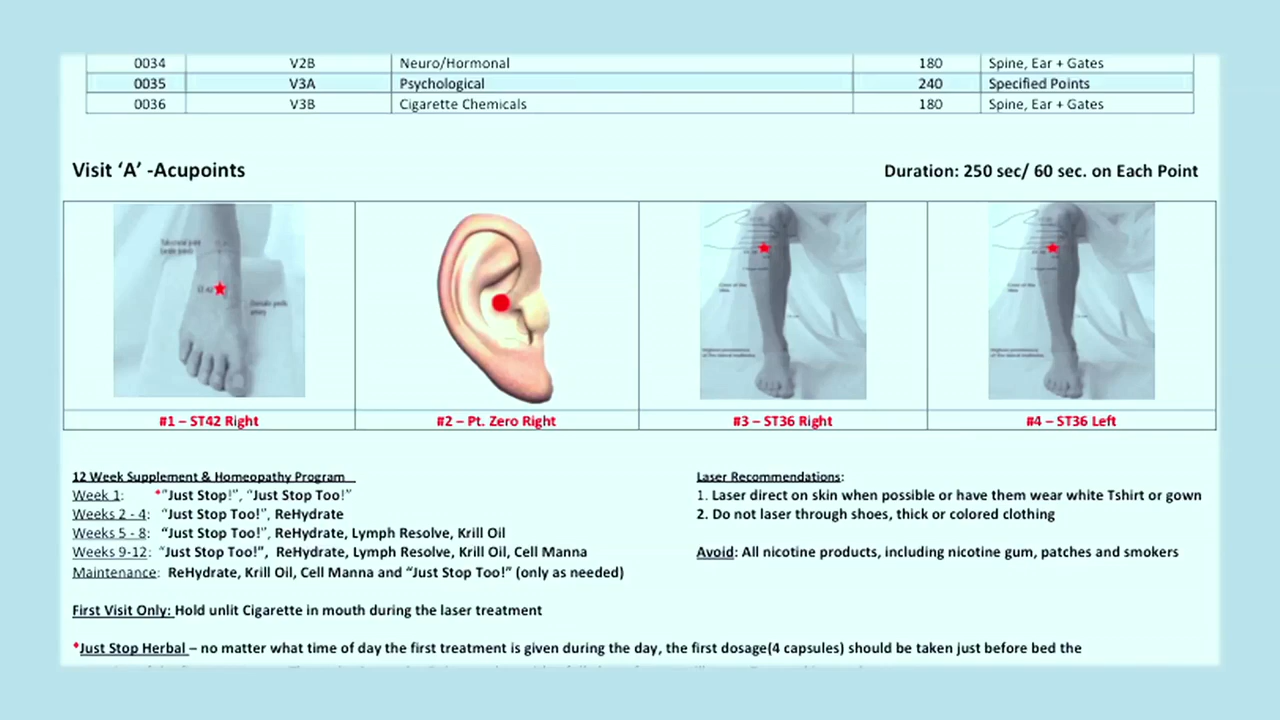 0034 V2B Neuro/Hormonal 180 Spine, Ear + Gates
0035 V3A Psychological 240 Specified Points
0036 V3B Cigarette Chemicals 180 Spine, Ear + Gates
Visit ‘A’ -Acupoints Duration: 250 sec/ 60 sec. on Each Point
#1 – ST42 Right #2 – Pt. Zero Right #3 – ST36 Right #4 – ST36 Left
12 Week Supplement & Homeopathy Program
Week 1: *"Just Stop!", "Just Stop Too!"
Weeks 2 - 4: "Just Stop Too!", ReHydrate
Weeks 5 - 8: “Just Stop Too!”, ReHydrate, Lymph Resolve, Krill Oil
Weeks 9-12: “Just Stop Too!”, ReHydrate, Lymph Resolve, Krill Oil, Cell Manna
Maintenance: ReHydrate, Krill Oil, Cell Manna and “Just Stop Too!” (only as needed)
Laser Recommendations:
1. Laser direct on skin when possible or have them wear white Tshirt or gown
2. Do not laser through shoes, thick or colored clothing
Avoid: All nicotine products, including nicotine gum, patches and smokers
First Visit Only: Hold unlit Cigarette in mouth during the laser treatment
*Just Stop Herbal – no matter what time of day the first treatment is given during the day, the first dosage(4 capsules) should be taken just before bed the